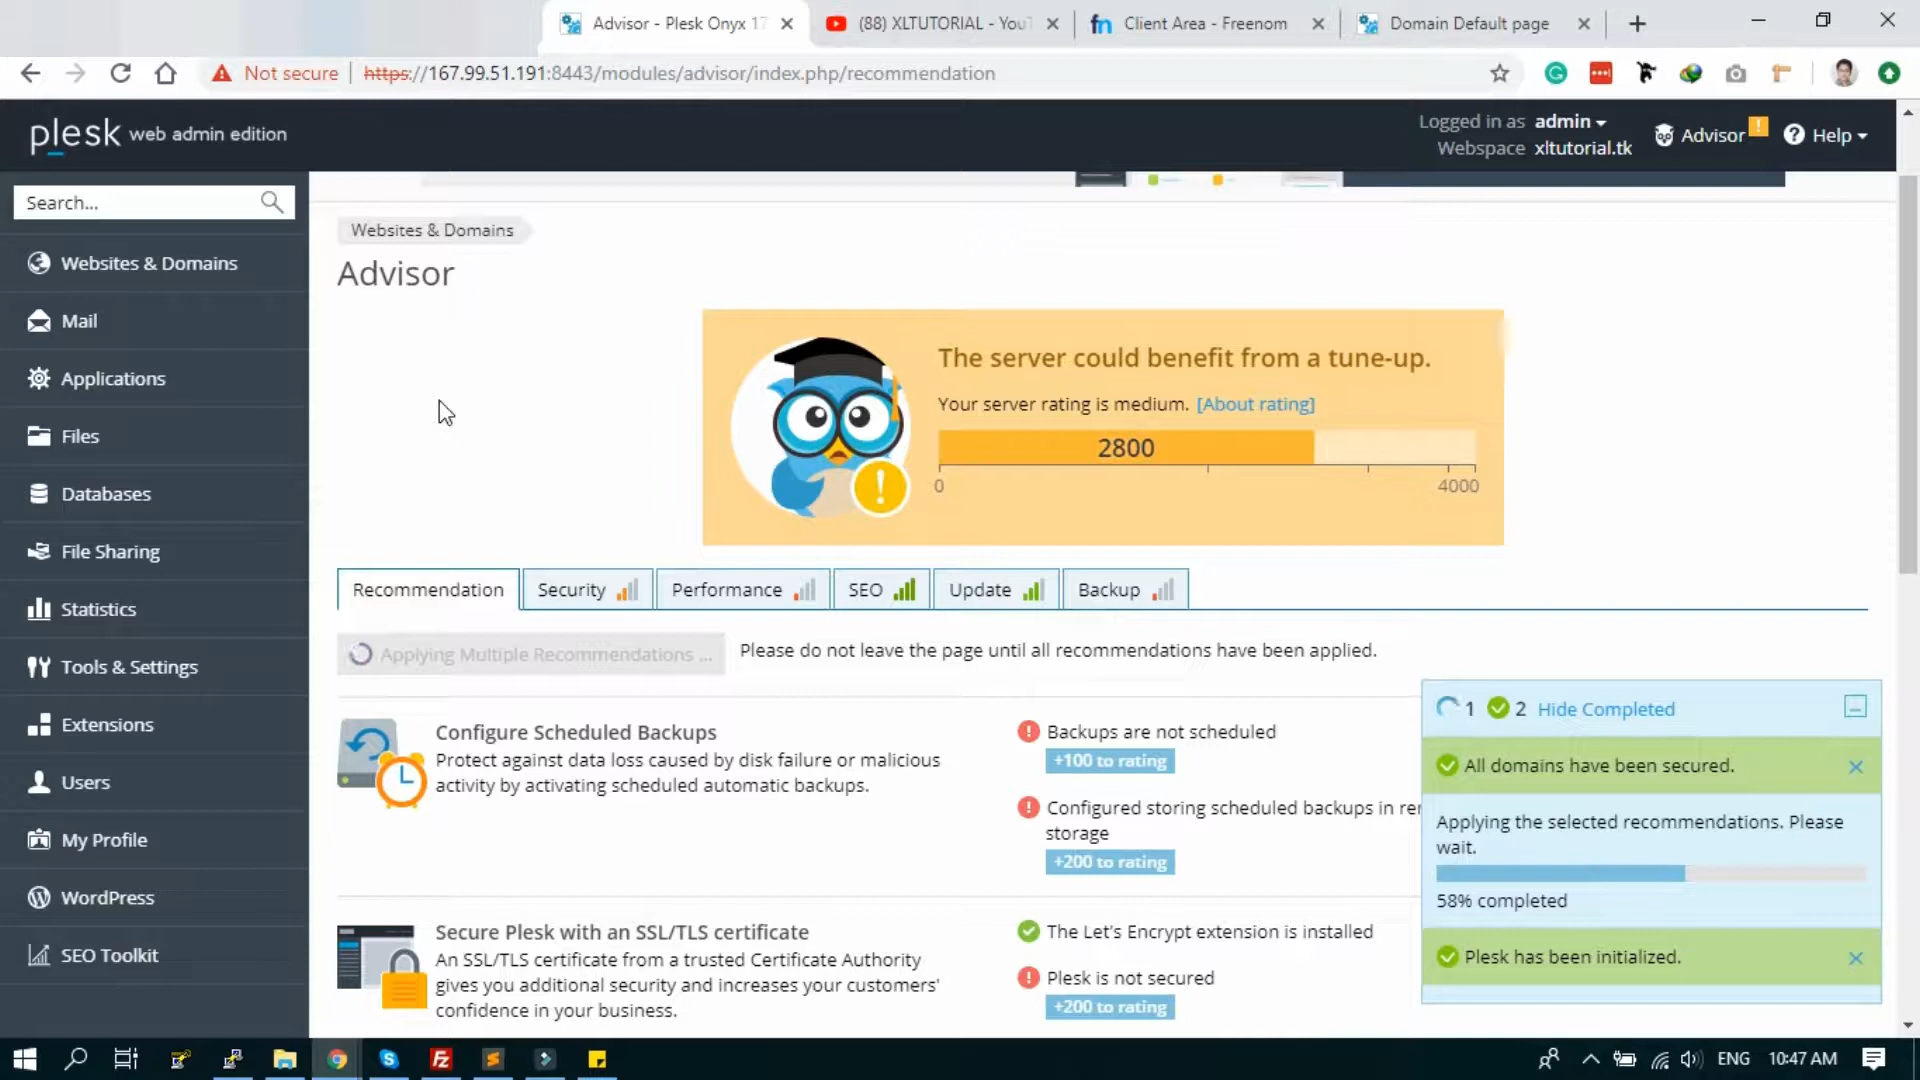 Advisor - Plesk Onyx 17
(88) XLTUTORIAL - YouT
Client Area - Freenom
Domain Default page
Not secure
https://167.99.51.191:8443/modules/advisor/index.php/recommendation
plesk web admin edition
Logged in as admin
Webspace xltutorial.tk
Advisor
Help
Search...
Websites & Domains
Mail
Applications
Files
Databases
File Sharing
Statistics
Tools & Settings
Extensions
Users
My Profile
WordPress
SEO Toolkit
Websites & Domains
Advisor
The server could benefit from a tune-up.
Your server rating is medium. [About rating]
2800
0
4000
Recommendation
Security
Performance
SEO
Update
Backup
Applying Multiple Recommendations ...
Please do not leave the page until all recommendations have been applied.
Configure Scheduled Backups
Protect against data loss caused by disk failure or malicious
activity by activating scheduled automatic backups.
Backups are not scheduled
+100 to rating
Configured storing scheduled backups in rem
storage
+200 to rating
Secure Plesk with an SSL/TLS certificate
An SSL/TLS certificate from a trusted Certificate Authority
gives you additional security and increases your customers'
confidence in your business.
The Let's Encrypt extension is installed
Plesk is not secured
+200 to rating
1 2 Hide Completed
All domains have been secured.
Applying the selected recommendations. Please
wait.
58% completed
Plesk has been initialized.
ENG
10:47 AM